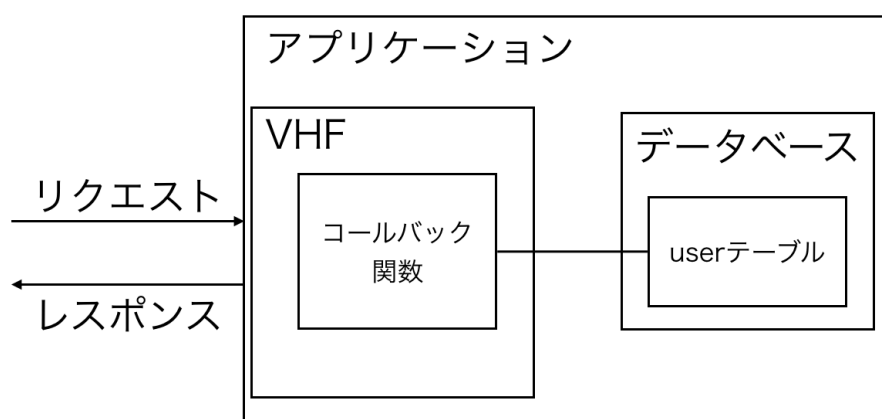 アプリケーション
VHF
データベース
リクエスト
コールバック
関数
userテーブル
レスポンス